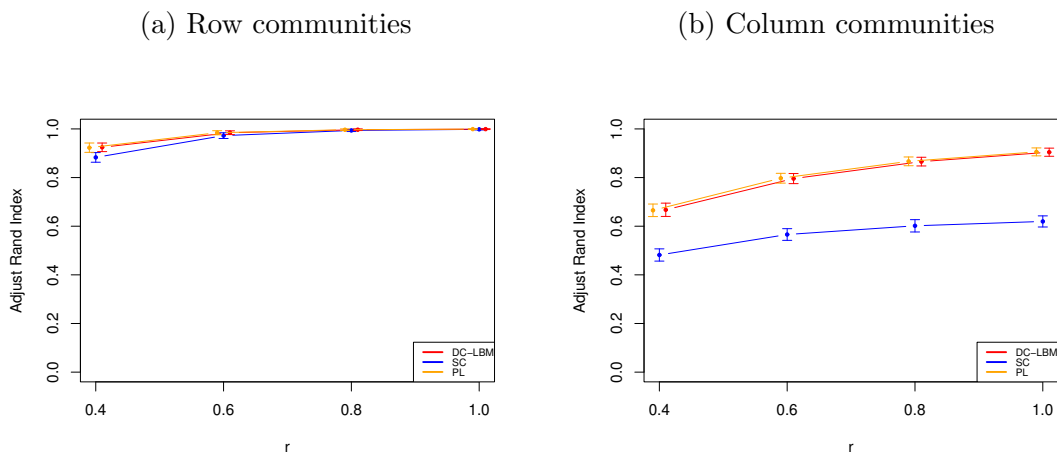 (a) Row communities
Adjust Rand Index
1.0
0.8
0.6
0.4
0.2
0.0
DC−LBM
SC
PL
0.4 0.6 0.8 1.0
r
(b) Column communities
Adjust Rand Index
1.0
0.8
0.6
0.4
0.2
0.0
DC−LBM
SC
PL
0.4 0.6 0.8 1.0
r